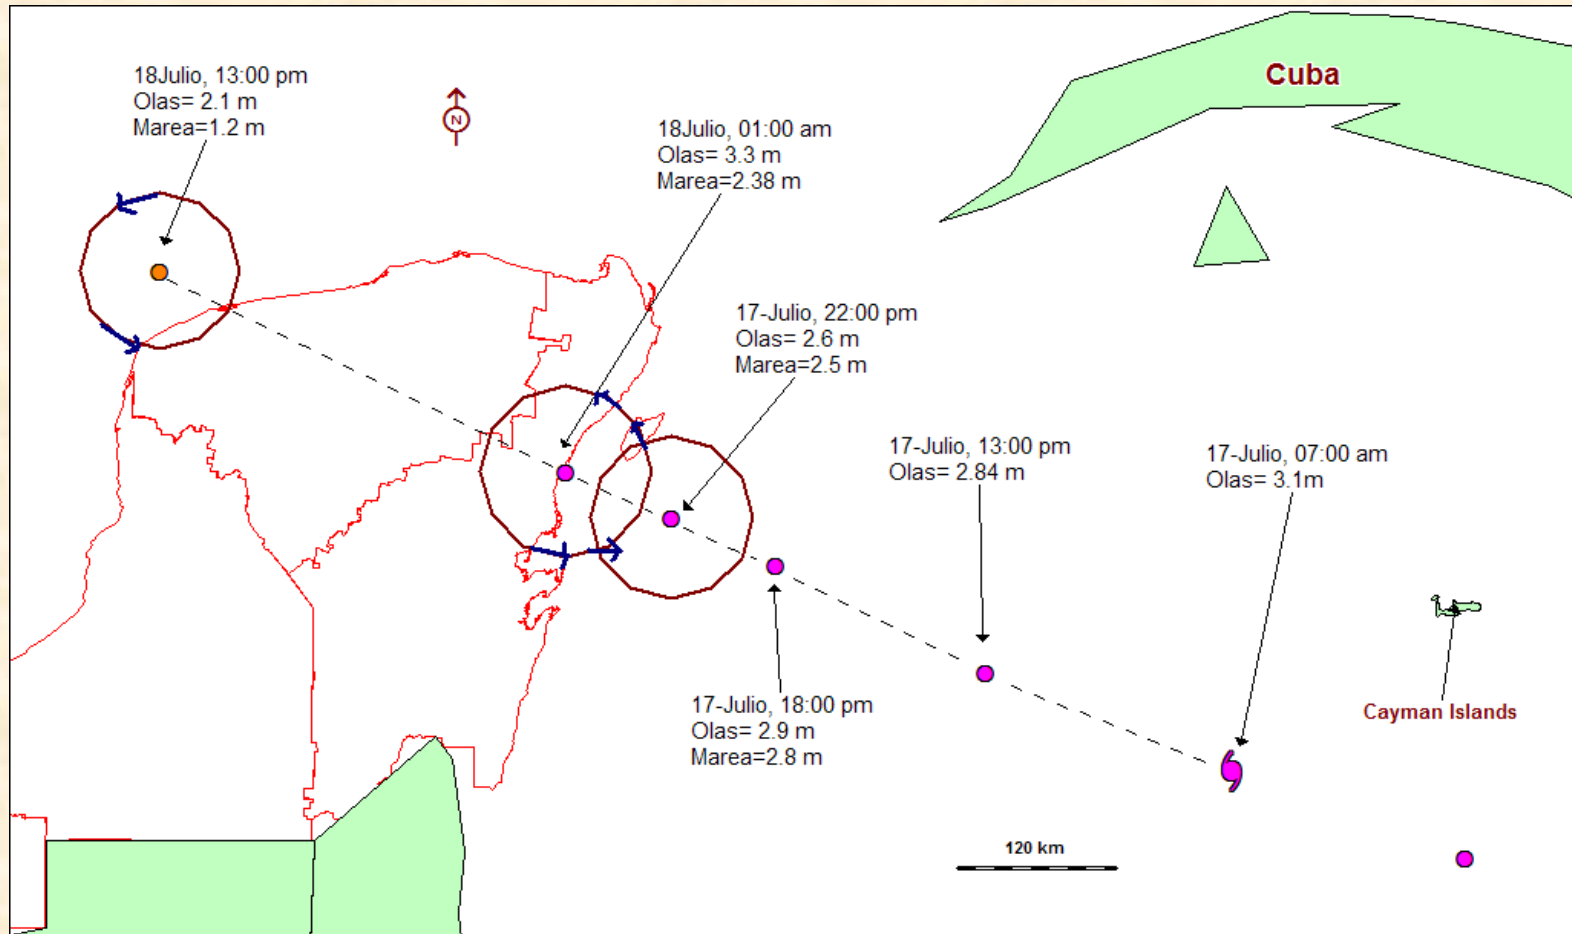 Cuba
18Julio, 13:00 pm
Olas= 2.1 m
Marea=1.2 m
N
18Julio, 01:00 am
Olas= 3.3 m
Marea=2.38 m
17-Julio, 22:00 pm
Olas= 2.6 m
Marea=2.5 m
17-Julio, 13:00 pm
Olas= 2.84 m
17-Julio, 07:00 am
Olas= 3.1m
17-Julio, 18:00 pm
Olas= 2.9 m
Marea=2.8 m
Cayman Islands
120 km